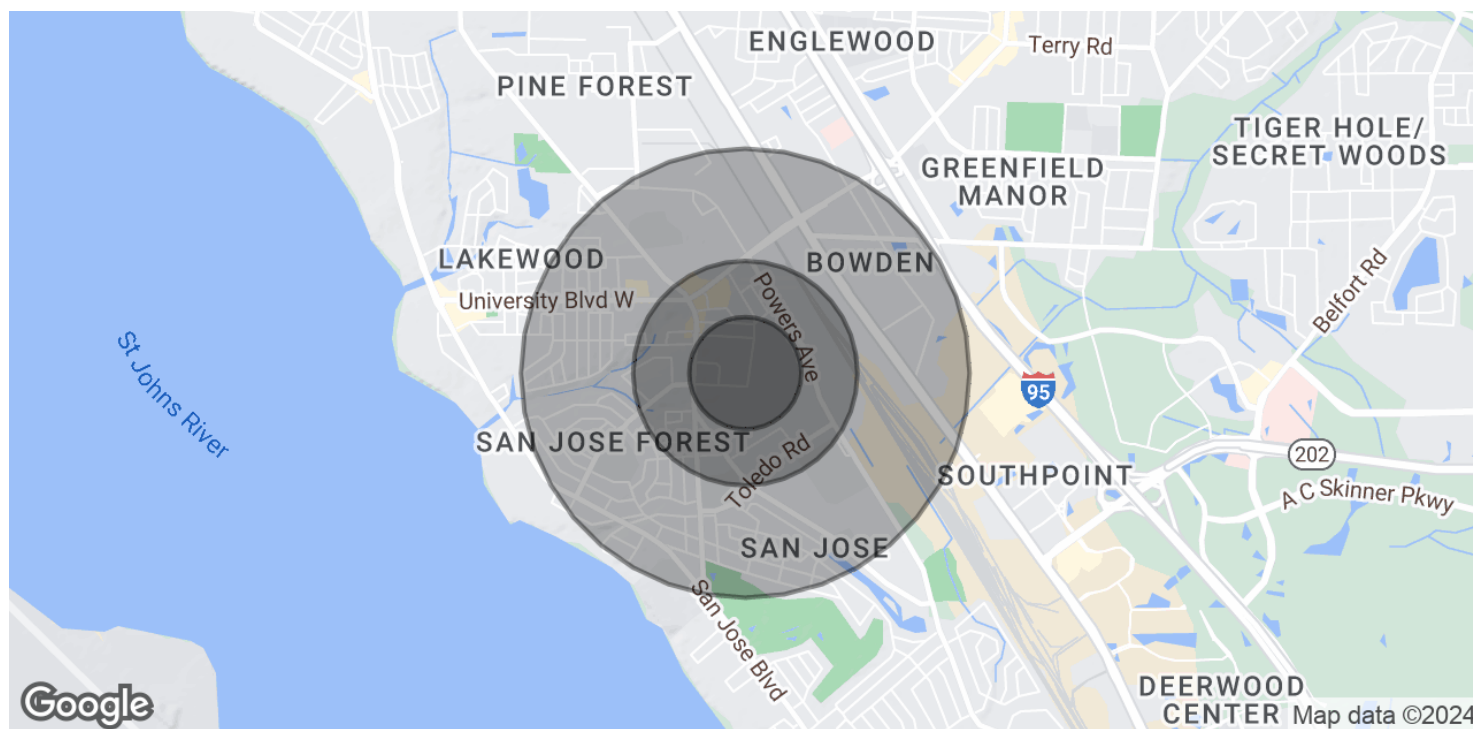 ENGLEWOOD
Terry Rd
PINE FOREST
TIGER HOLE/
SECRET WOODS
GREENFIELD
MANOR
LAKEWOOD
BOWDEN
University Blvd W
Powers Ave
Belfort Rd
St Johns River
95
SAN JOSE FOREST
Toledo Rd
SOUTHPOINT
202
A C Skinner Pkwy
SAN JOSE
San Jose Blvd
DEERWOOD
CENTER
Google
Map data ©2024